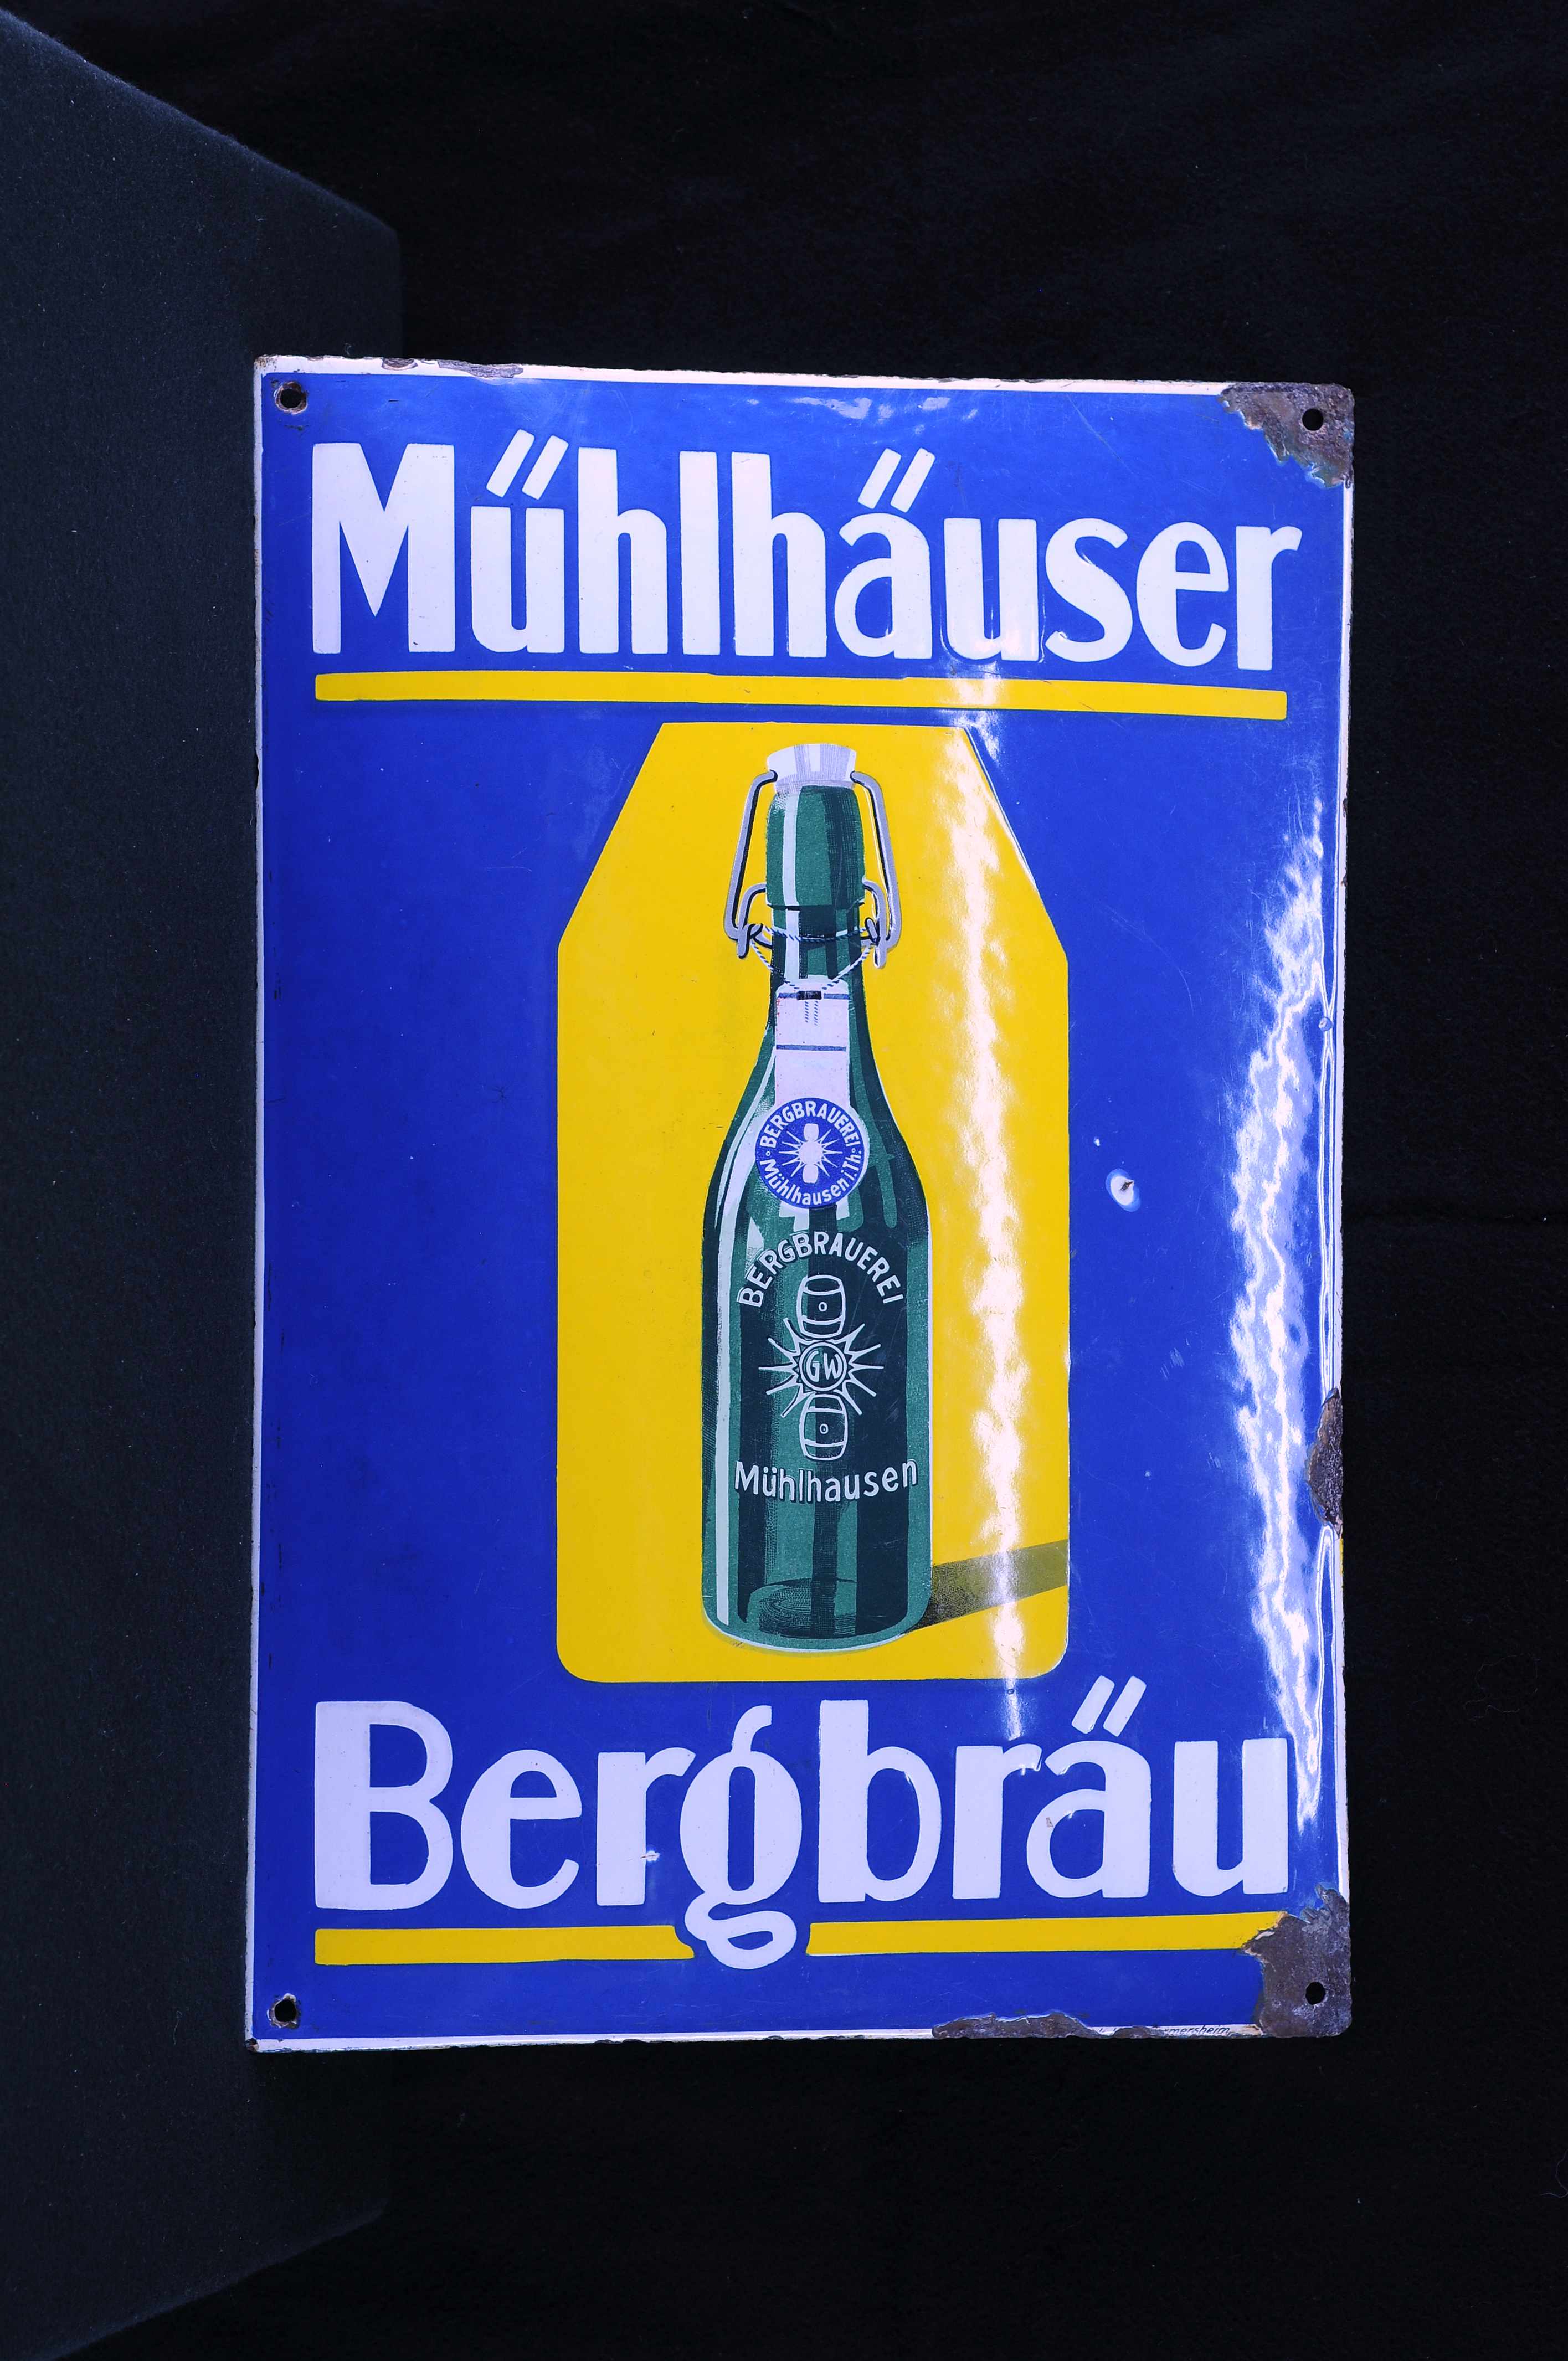 Mühlhäuser
BERGBRAUEREI
Mühlhausen i. Th.
BERGBRAUEREI
GW
Mühlhausen
Bergbräu